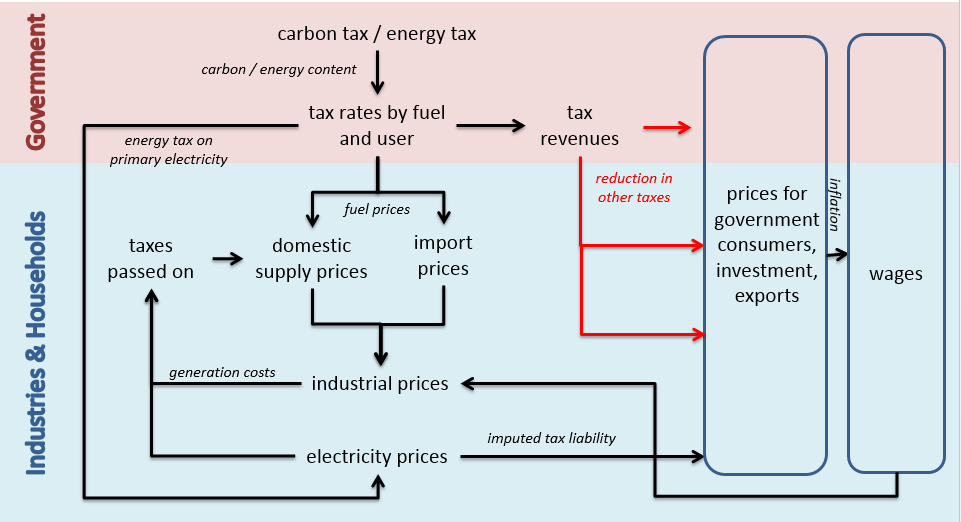 Government
carbon tax / energy tax
carbon / energy content
tax rates by fuel
and user
tax
revenues
energy tax on
primary electricity
reduction in
other taxes
Industries & Households
fuel prices
taxes
passed on
domestic
supply prices
import
prices
prices for
government
consumers,
investment,
exports
inflation
wages
generation costs
industrial prices
imputed tax liability
electricity prices